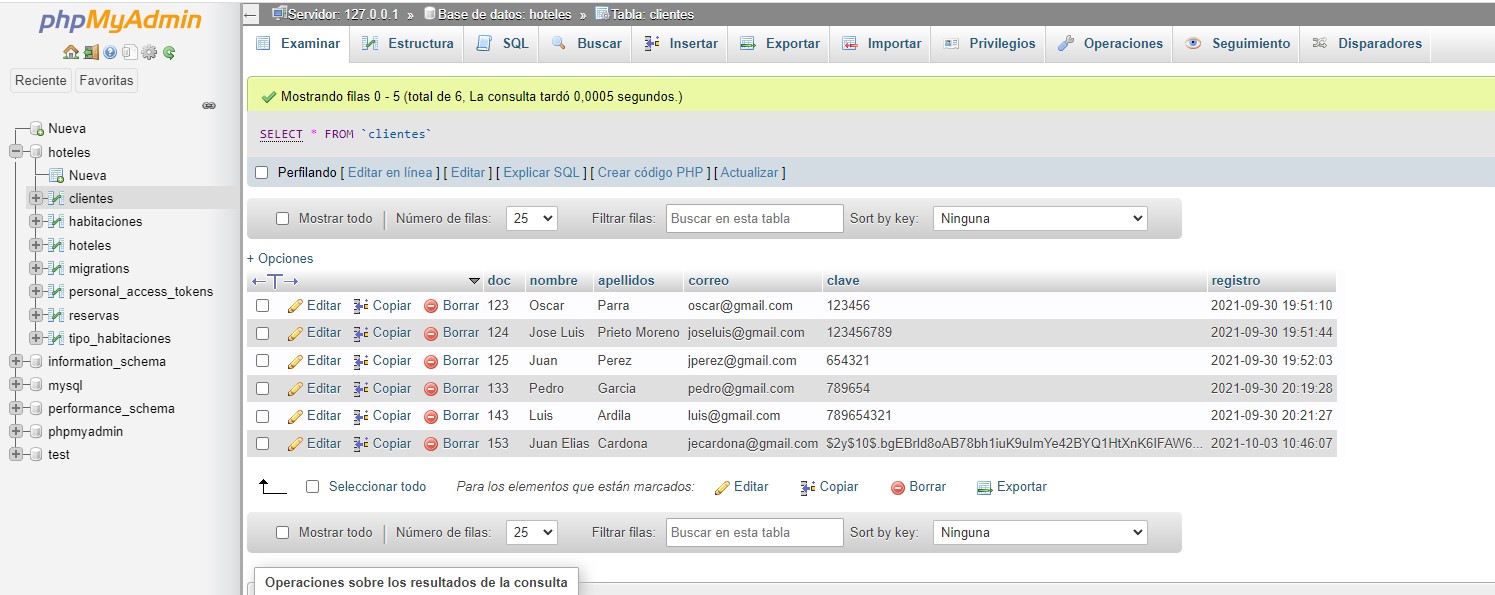 phpMyAdmin
Reciente Favoritas
Nueva
hoteles
Nueva
clientes
habitaciones
hoteles
migrations
personal_access_tokens
reservas
tipo_habitaciones
information_schema
mysql
performance_schema
phpmyadmin
test
Servidor: 127.0.0.1 » Base de datos: hoteles » Tabla: clientes
Examinar Estructura SQL Buscar Insertar Exportar Importar Privilegios Operaciones Seguimiento Disparadores
Mostrando filas 0 - 5 (total de 6, La consulta tardó 0,0005 segundos.)
SELECT * FROM `clientes`
Perfilando [ Editar en línea ] [ Editar ] [ Explicar SQL ] [ Crear código PHP ] [ Actualizar ]
Mostrar todo | Número de filas: 25 Filtrar filas: Buscar en esta tabla Sort by key: Ninguna
+ Opciones
←T→ doc nombre apellidos correo clave registro
Editar Copiar Borrar 123 Oscar Parra oscar@gmail.com 123456 2021-09-30 19:51:10
Editar Copiar Borrar 124 Jose Luis Prieto Moreno joseluis@gmail.com 123456789 2021-09-30 19:51:44
Editar Copiar Borrar 125 Juan Perez jperez@gmail.com 654321 2021-09-30 19:52:03
Editar Copiar Borrar 133 Pedro Garcia pedro@gmail.com 789654 2021-09-30 20:19:28
Editar Copiar Borrar 143 Luis Ardila luis@gmail.com 789654321 2021-09-30 20:21:27
Editar Copiar Borrar 153 Juan Elias Cardona jecardona@gmail.com $2y$10$.bgEBrld8oAB78bh1iuK9ulmYe42BYQ1HtXnK6IFAW6... 2021-10-03 10:46:07
Seleccionar todo Para los elementos que están marcados: Editar Copiar Borrar Exportar
Mostrar todo | Número de filas: 25 Filtrar filas: Buscar en esta tabla Sort by key: Ninguna
Operaciones sobre los resultados de la consulta